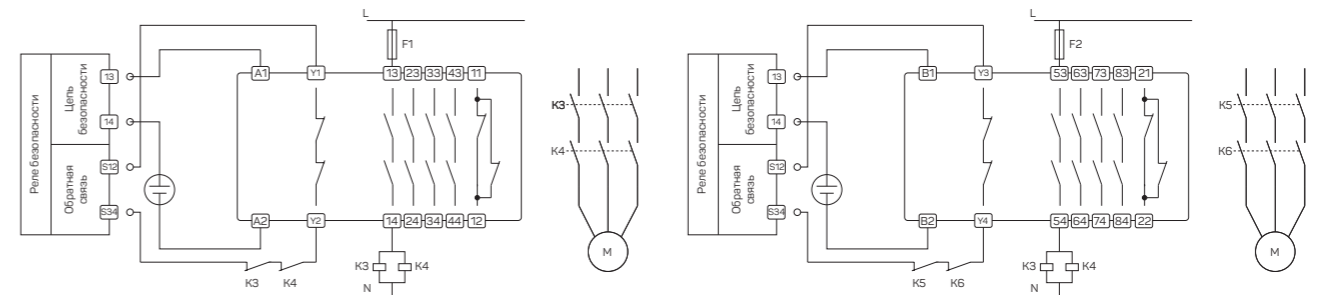 L
F1
Реле безопасности
Цепь безопасности
Обратная связь
13
14
S12
S34
A1 Y1 13 23 33 43 11
A2 Y2 14 24 34 44 12
K3 K4
K3 K4
N
K3
K4
M
L
F2
Реле безопасности
Цепь безопасности
Обратная связь
13
14
S12
S34
B1 Y3 53 63 73 83 21
B2 Y4 54 64 74 84 22
K5 K6
K3 K4
N
K5
K6
M